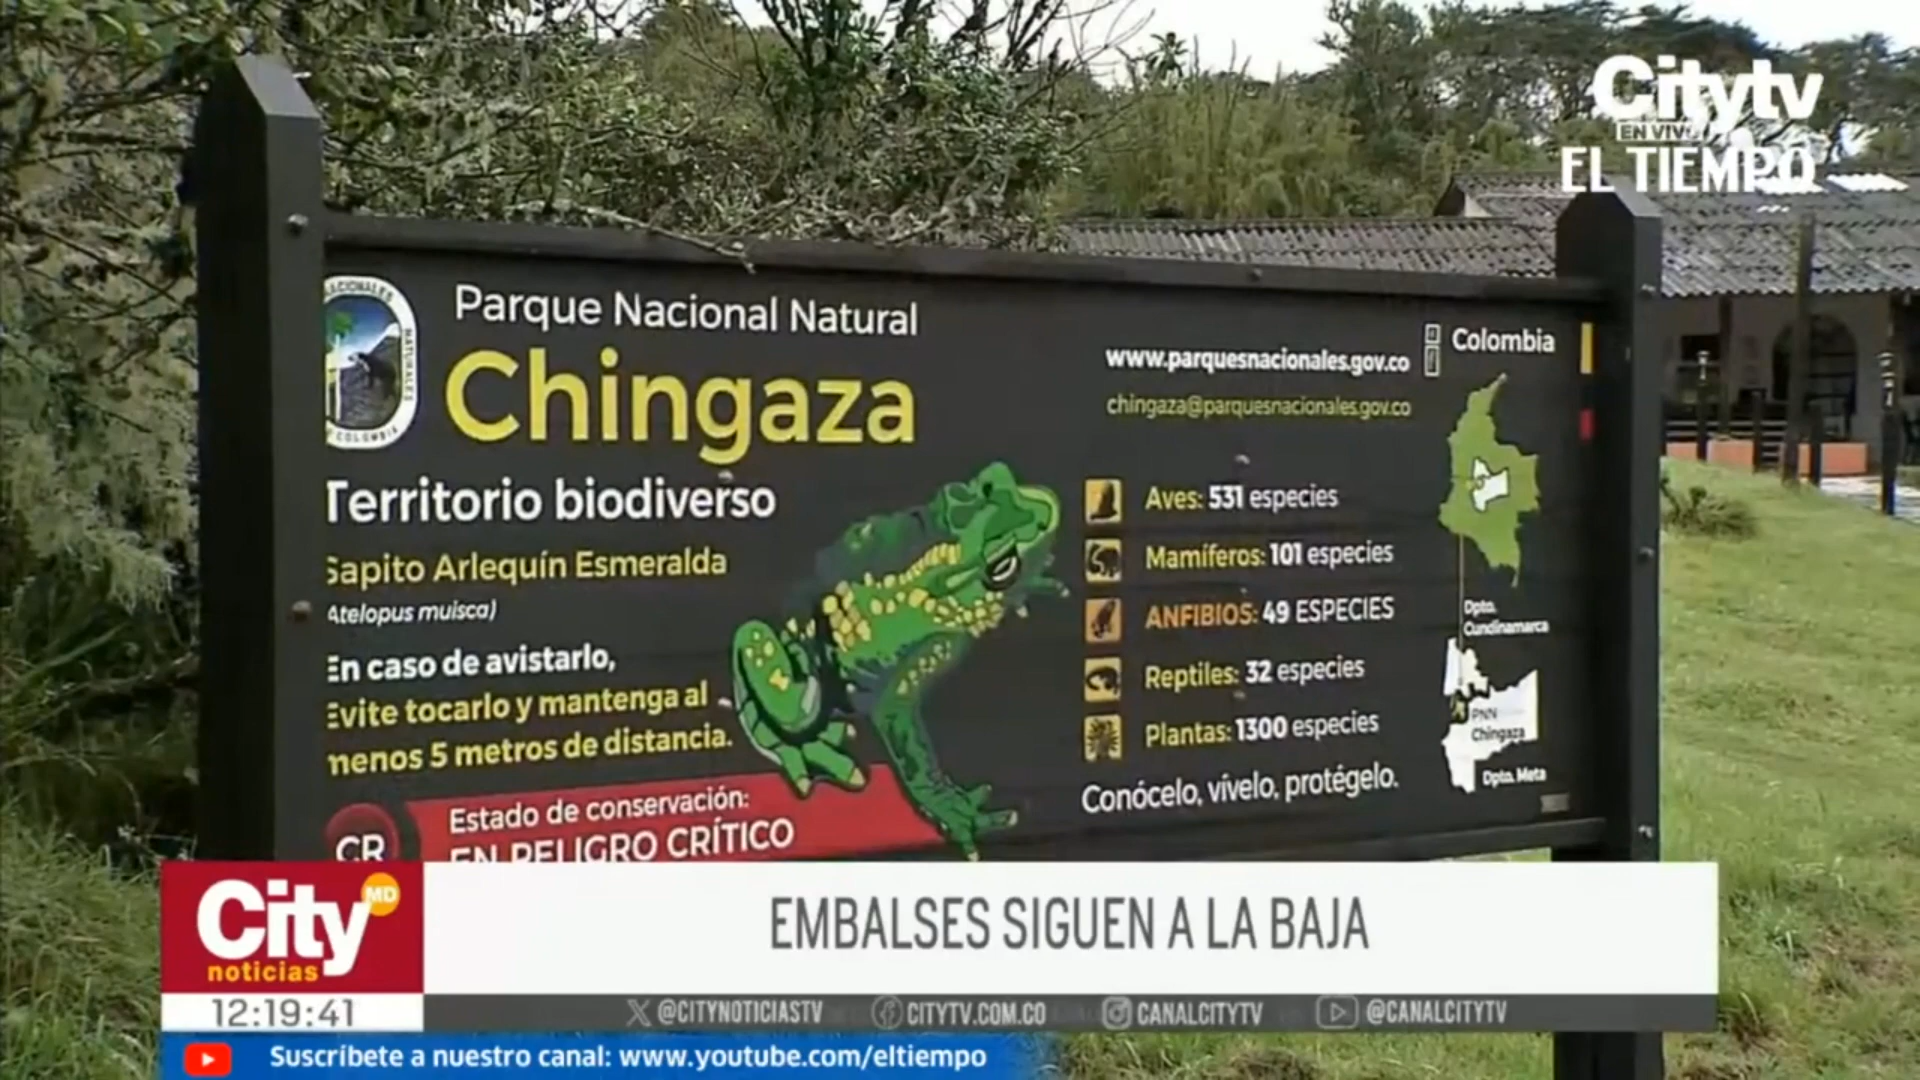 Citytv
EN VIVO
EL TIEMPO
Parque Nacional Natural
Chingaza
Territorio biodiverso
Sapito Arlequín Esmeralda
(Atelopus muisca)
En caso de avistarlo,
Evite tocarlo y mantenga al
menos 5 metros de distancia.
Estado de conservación:
CR
EN PELIGRO CRÍTICO
www.parquesnacionales.gov.co
chingaza@parquesnacionales.gov.co
Aves: 531 especies
Mamíferos: 101 especies
ANFIBIOS: 49 ESPECIES
Reptiles: 32 especies
Plantas: 1300 especies
Conócelo, vívelo, protégelo.
Colombia
Dpto.
Cundinamarca
PNN
Chingaza
Dpto. Meta
NATURALES
COLOMBIA
City MD
noticias
EMBALSES SIGUEN A LA BAJA
12:19:41
@CITYNOTICIASTV
CITYTV.COM.CO
CANALCITYTV
@CANALCITYTV
Suscríbete a nuestro canal: www.youtube.com/eltiempo